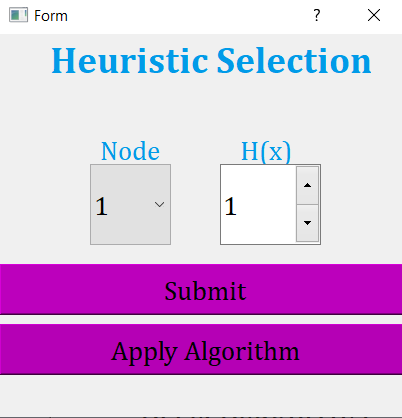 Form ?
Heuristic Selection
Node H(x)
1 1
Submit
Apply Algorithm